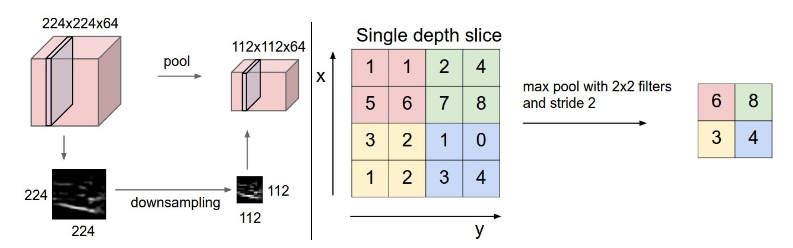 224x224x64
pool
112x112x64
224
224
downsampling
112
112
Single depth slice
x
1 1 2 4
5 6 7 8
3 2 1 0
1 2 3 4
y
max pool with 2x2 filters
and stride 2
6 8
3 4